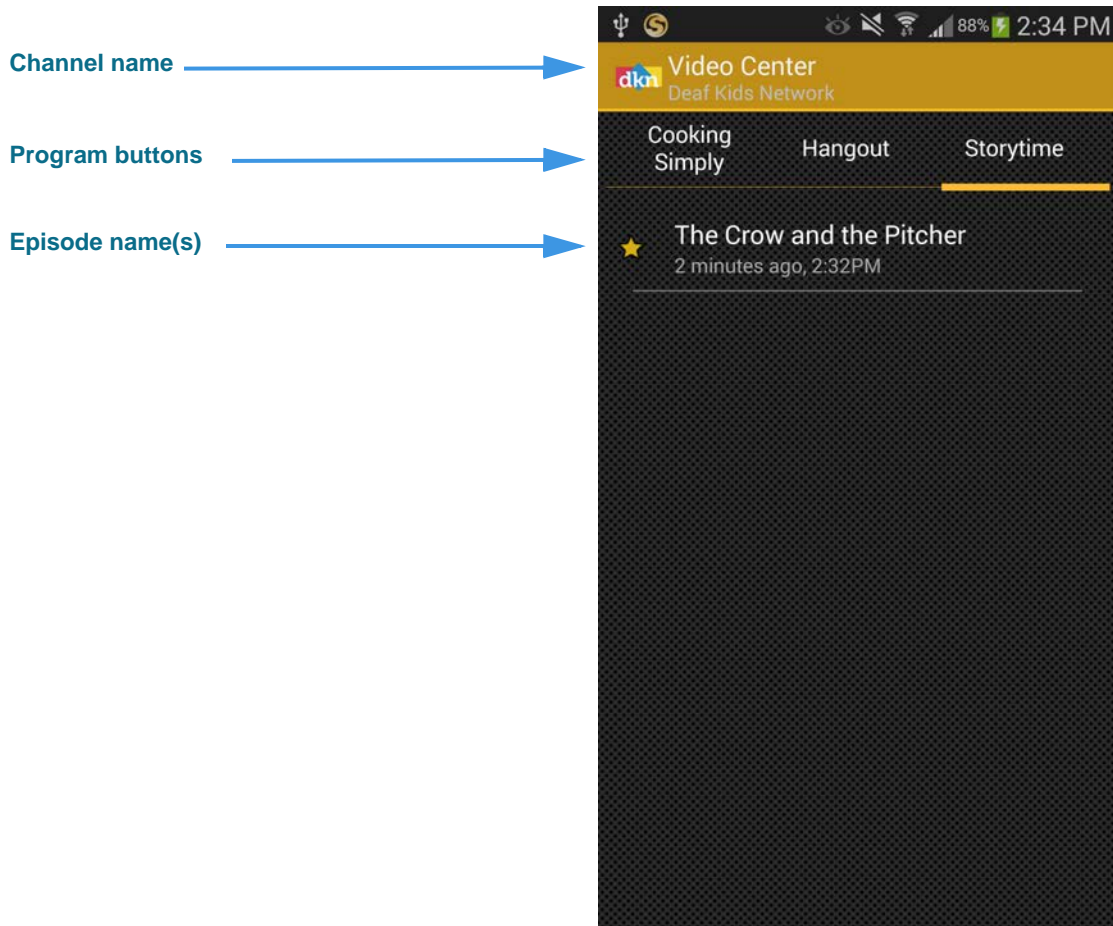 88% 2:34 PM
Channel name
dkn Video Center
Deaf Kids Network
Program buttons
Cooking
Simply
Hangout
Storytime
Episode name(s)
The Crow and the Pitcher
2 minutes ago, 2:32PM